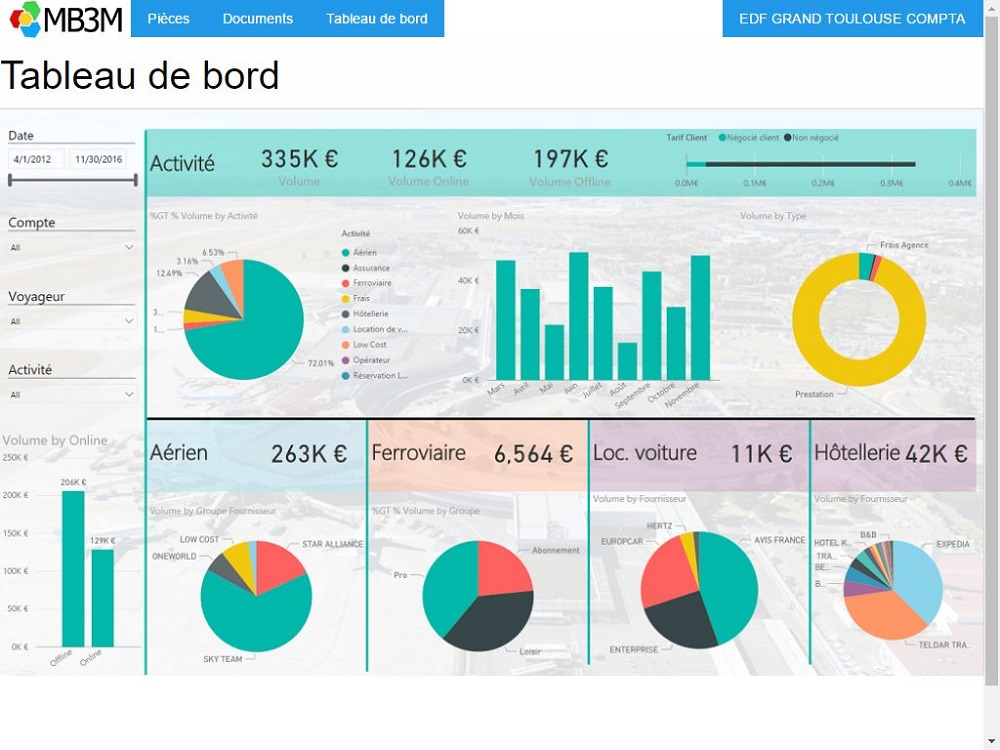 MB3M
Pièces
Documents
Tableau de bord
EDF GRAND TOULOUSE COMPTA
Tableau de bord
Date
4/1/2012
11/30/2016
Compte
All
Voyageur
All
Activité
All
Activité
335K €
Volume
126K €
Volume Online
197K €
Volume Offline
Tarif Client
Négocié client
Non négocié
0.0M€
0.1M€
0.2M€
0.3M€
0.4M€
%GT % Volume by Activité
6.53%
3.16%
12.49%
3...
1...
72.01%
Activité
Aérien
Assurance
Ferroviaire
Frais
Hôtellerie
Location de v...
Low Cost
Opérateur
Réservation L...
Volume by Mois
60K €
40K €
20K €
0K €
Mars
Avril
Mai
Juin
Juillet
Août
Septembre
Octobre
Novembre
Volume by Type
Frais Agence
Prestation
Volume by Online
250K €
200K €
150K €
100K €
50K €
0K €
206K €
129K €
Offline
Online
Aérien
263K €
Volume by Groupe Fournisseur
LOW COST
ONEWORLD
STAR ALLIANCE
SKY TEAM
Ferroviaire
6,564 €
%GT % Volume by Groupe
Abonnement
Pro
Loisir
Loc. voiture
11K €
Volume by Fournisseur
HERTZ
EUROPCAR
AVIS FRANCE
ENTERPRISE
Hôtellerie
42K €
Volume by Fournisseur
B&B
HOTEL K...
TRA...
BE...
B...
EXPEDIA
TELDAR TRA...